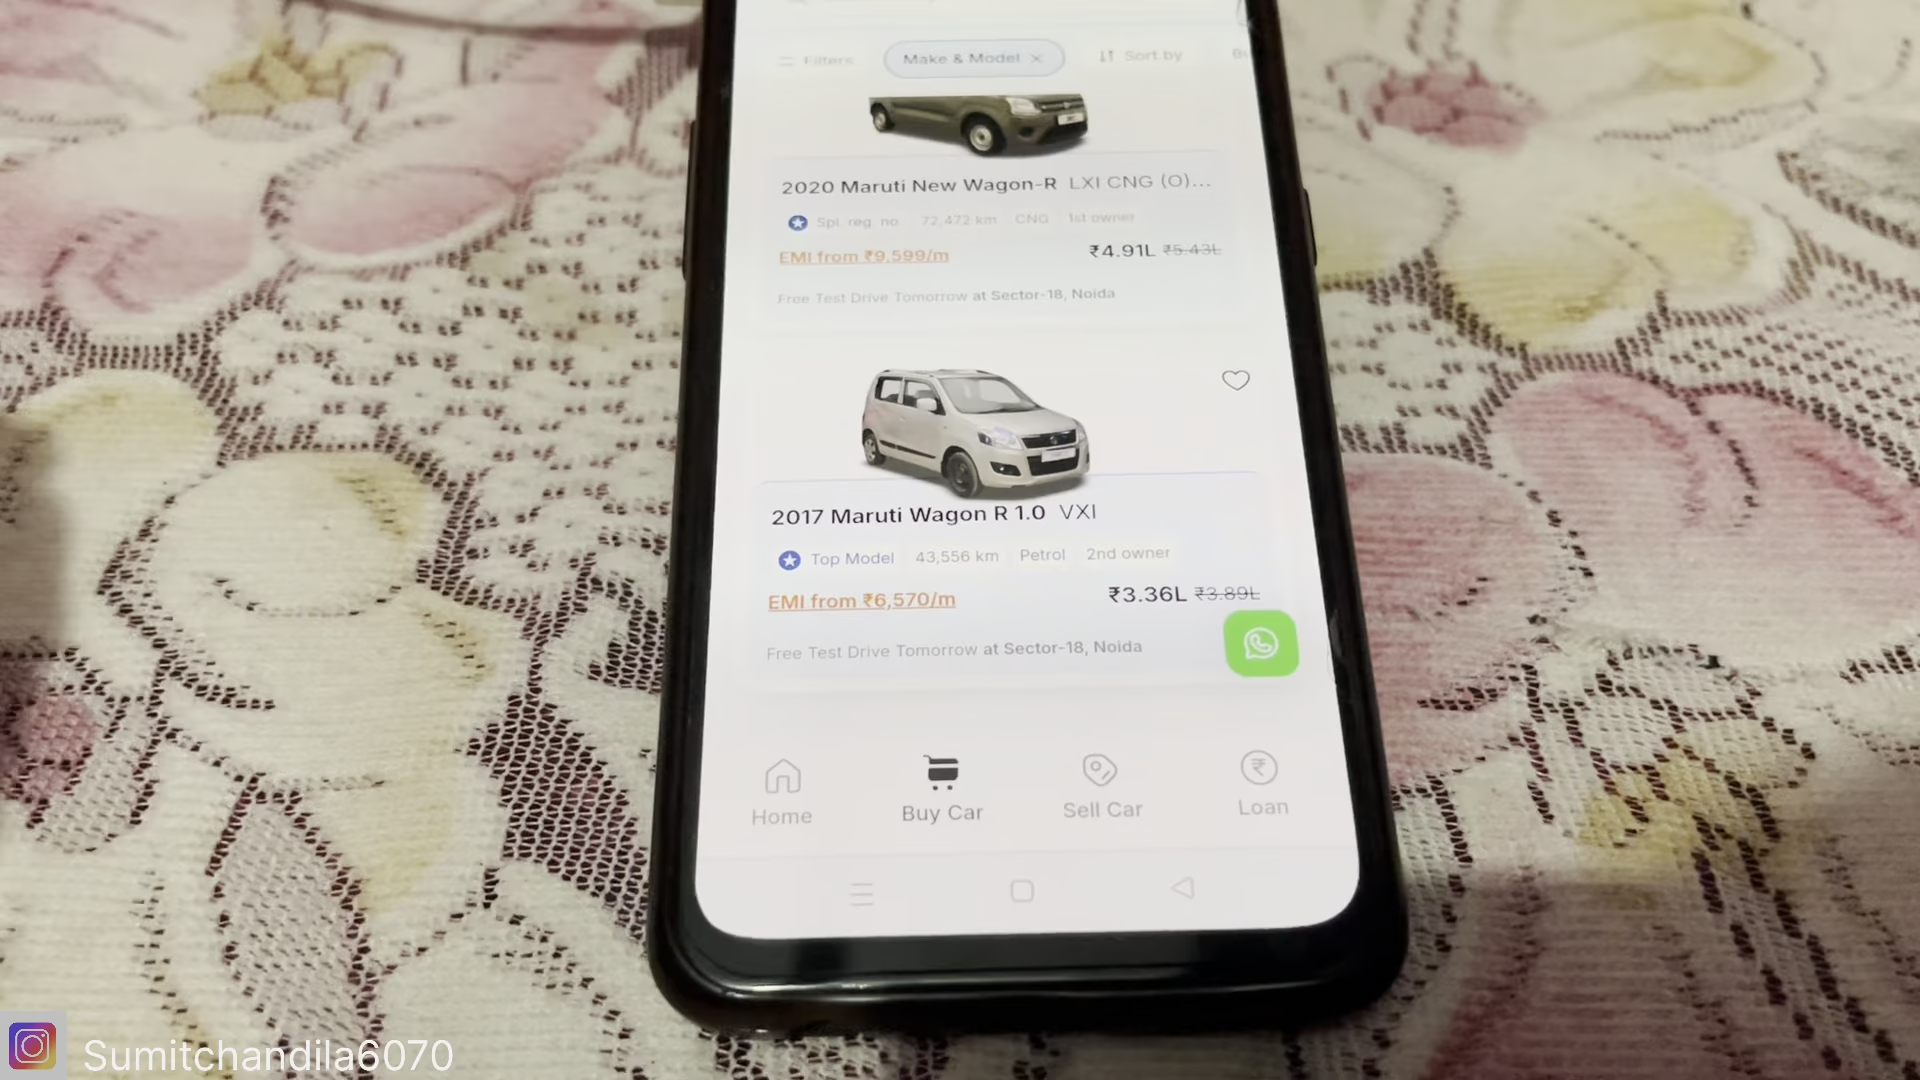 Filters Make & Model × Sort by
2020 Maruti New Wagon-R LXI CNG (O)...
Spl. reg. no. 72,472 km CNG 1st owner
EMI from ₹9,599/m ₹4.91L ₹5.43L
Free Test Drive Tomorrow at Sector-18, Noida
2017 Maruti Wagon R 1.0 VXI
Top Model 43,556 km Petrol 2nd owner
EMI from ₹6,570/m ₹3.36L ₹3.89L
Free Test Drive Tomorrow at Sector-18, Noida
Home Buy Car Sell Car Loan
Sumitchandila6070